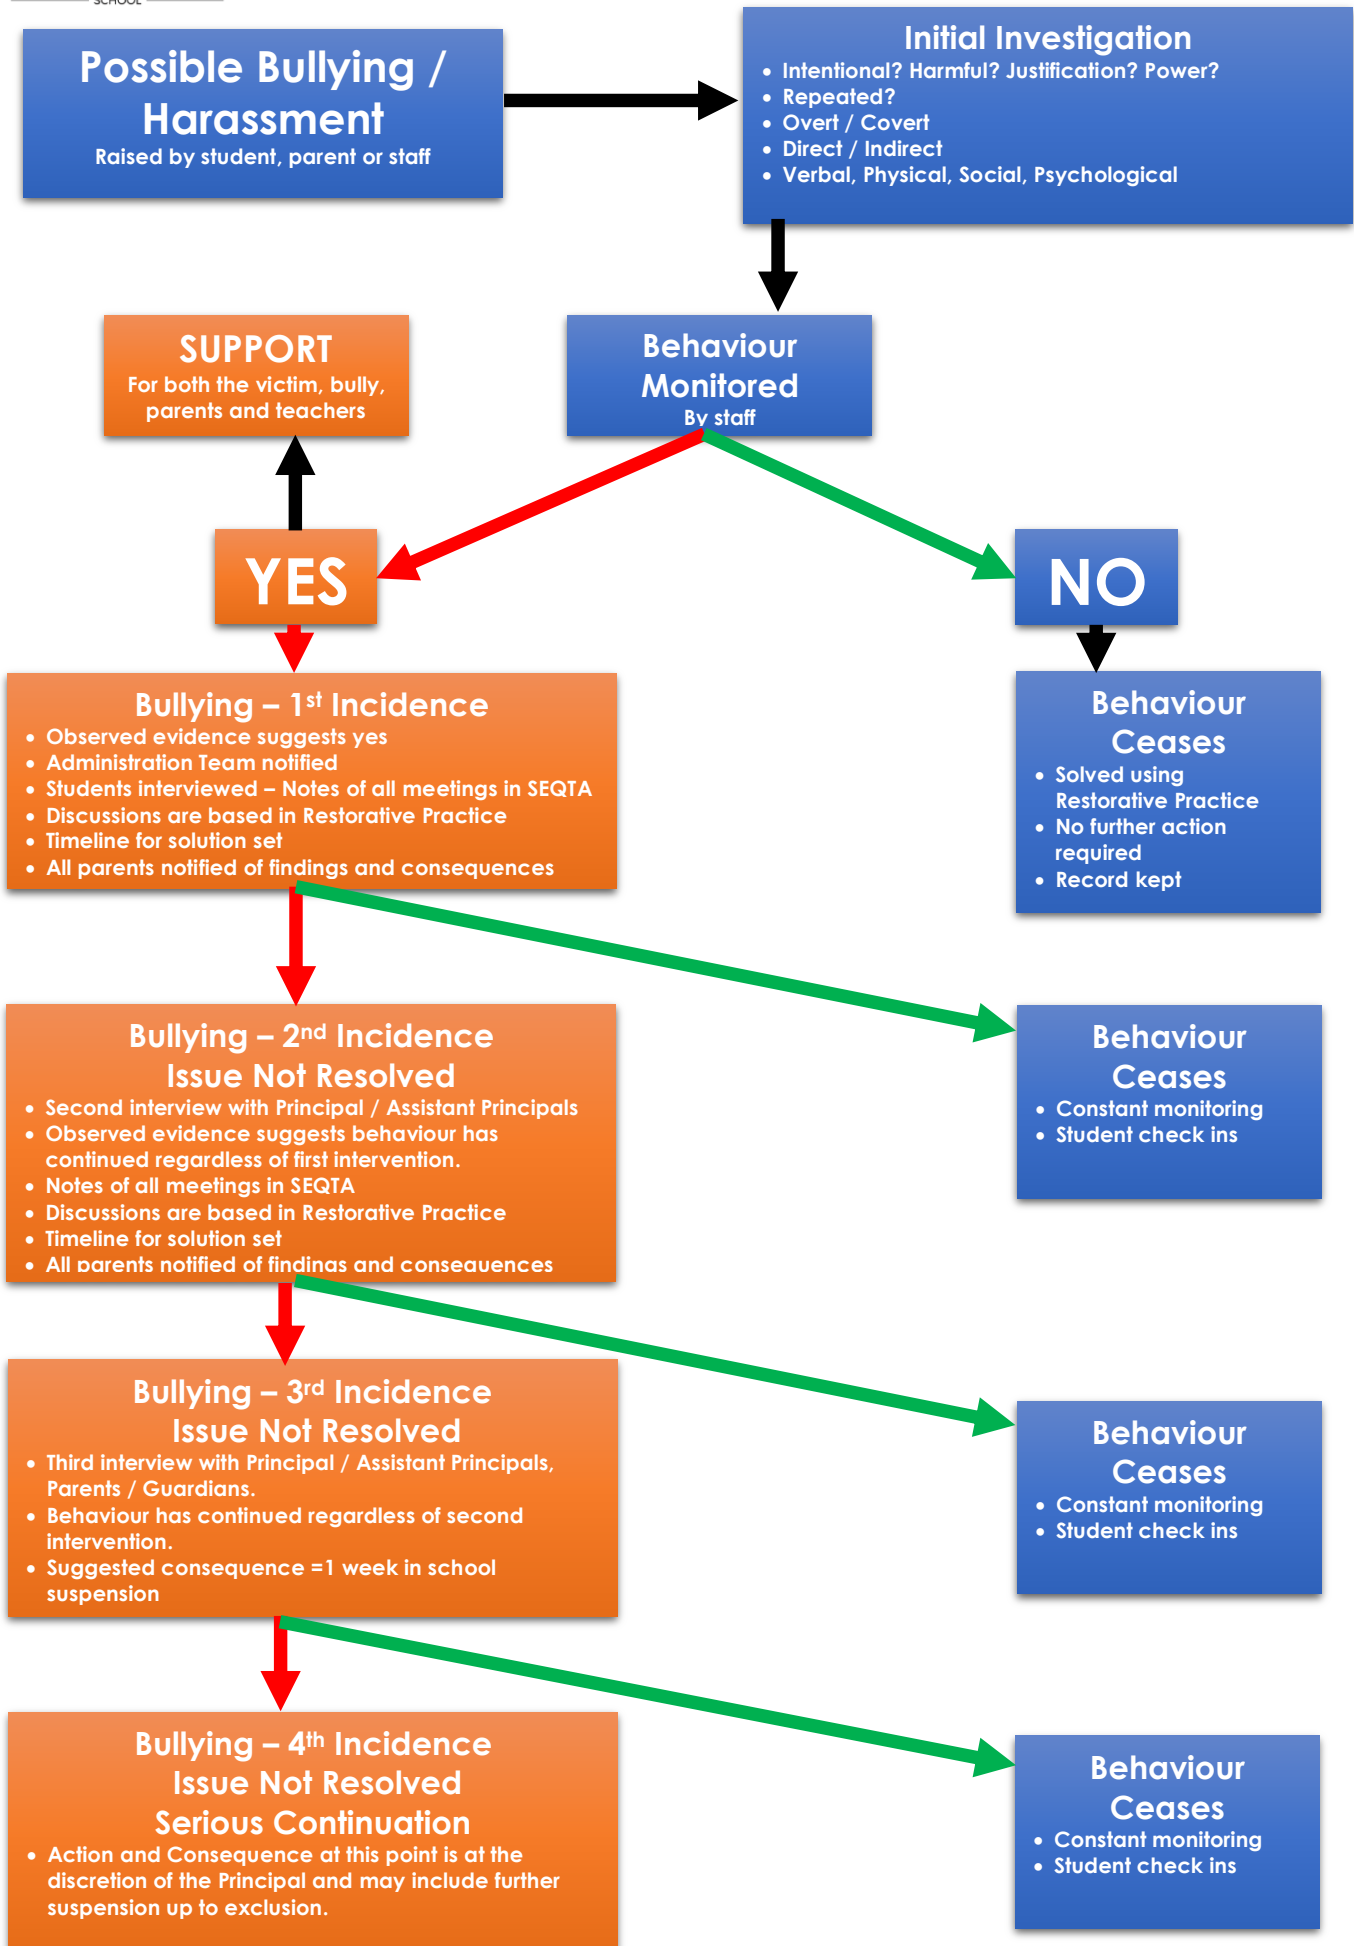 SCHOOL
Possible Bullying /
Harassment
Raised by student, parent or staff
Initial Investigation
• Intentional? Harmful? Justification? Power?
• Repeated?
• Overt / Covert
• Direct / Indirect
• Verbal, Physical, Social, Psychological
SUPPORT
For both the victim, bully,
parents and teachers
Behaviour
Monitored
By staff
YES
NO
Bullying – 1st Incidence
• Observed evidence suggests yes
• Administration Team notified
• Students interviewed – Notes of all meetings in SEQTA
• Discussions are based in Restorative Practice
• Timeline for solution set
• All parents notified of findings and consequences
Behaviour
Ceases
• Solved using
Restorative Practice
• No further action
required
• Record kept
Bullying – 2nd Incidence
Issue Not Resolved
• Second interview with Principal / Assistant Principals
• Observed evidence suggests behaviour has
continued regardless of first intervention.
• Notes of all meetings in SEQTA
• Discussions are based in Restorative Practice
• Timeline for solution set
• All parents notified of findings and consequences
Behaviour
Ceases
• Constant monitoring
• Student check ins
Bullying – 3rd Incidence
Issue Not Resolved
• Third interview with Principal / Assistant Principals,
Parents / Guardians.
• Behaviour has continued regardless of second
intervention.
• Suggested consequence =1 week in school
suspension
Behaviour
Ceases
• Constant monitoring
• Student check ins
Bullying – 4th Incidence
Issue Not Resolved
Serious Continuation
• Action and Consequence at this point is at the
discretion of the Principal and may include further
suspension up to exclusion.
Behaviour
Ceases
• Constant monitoring
• Student check ins